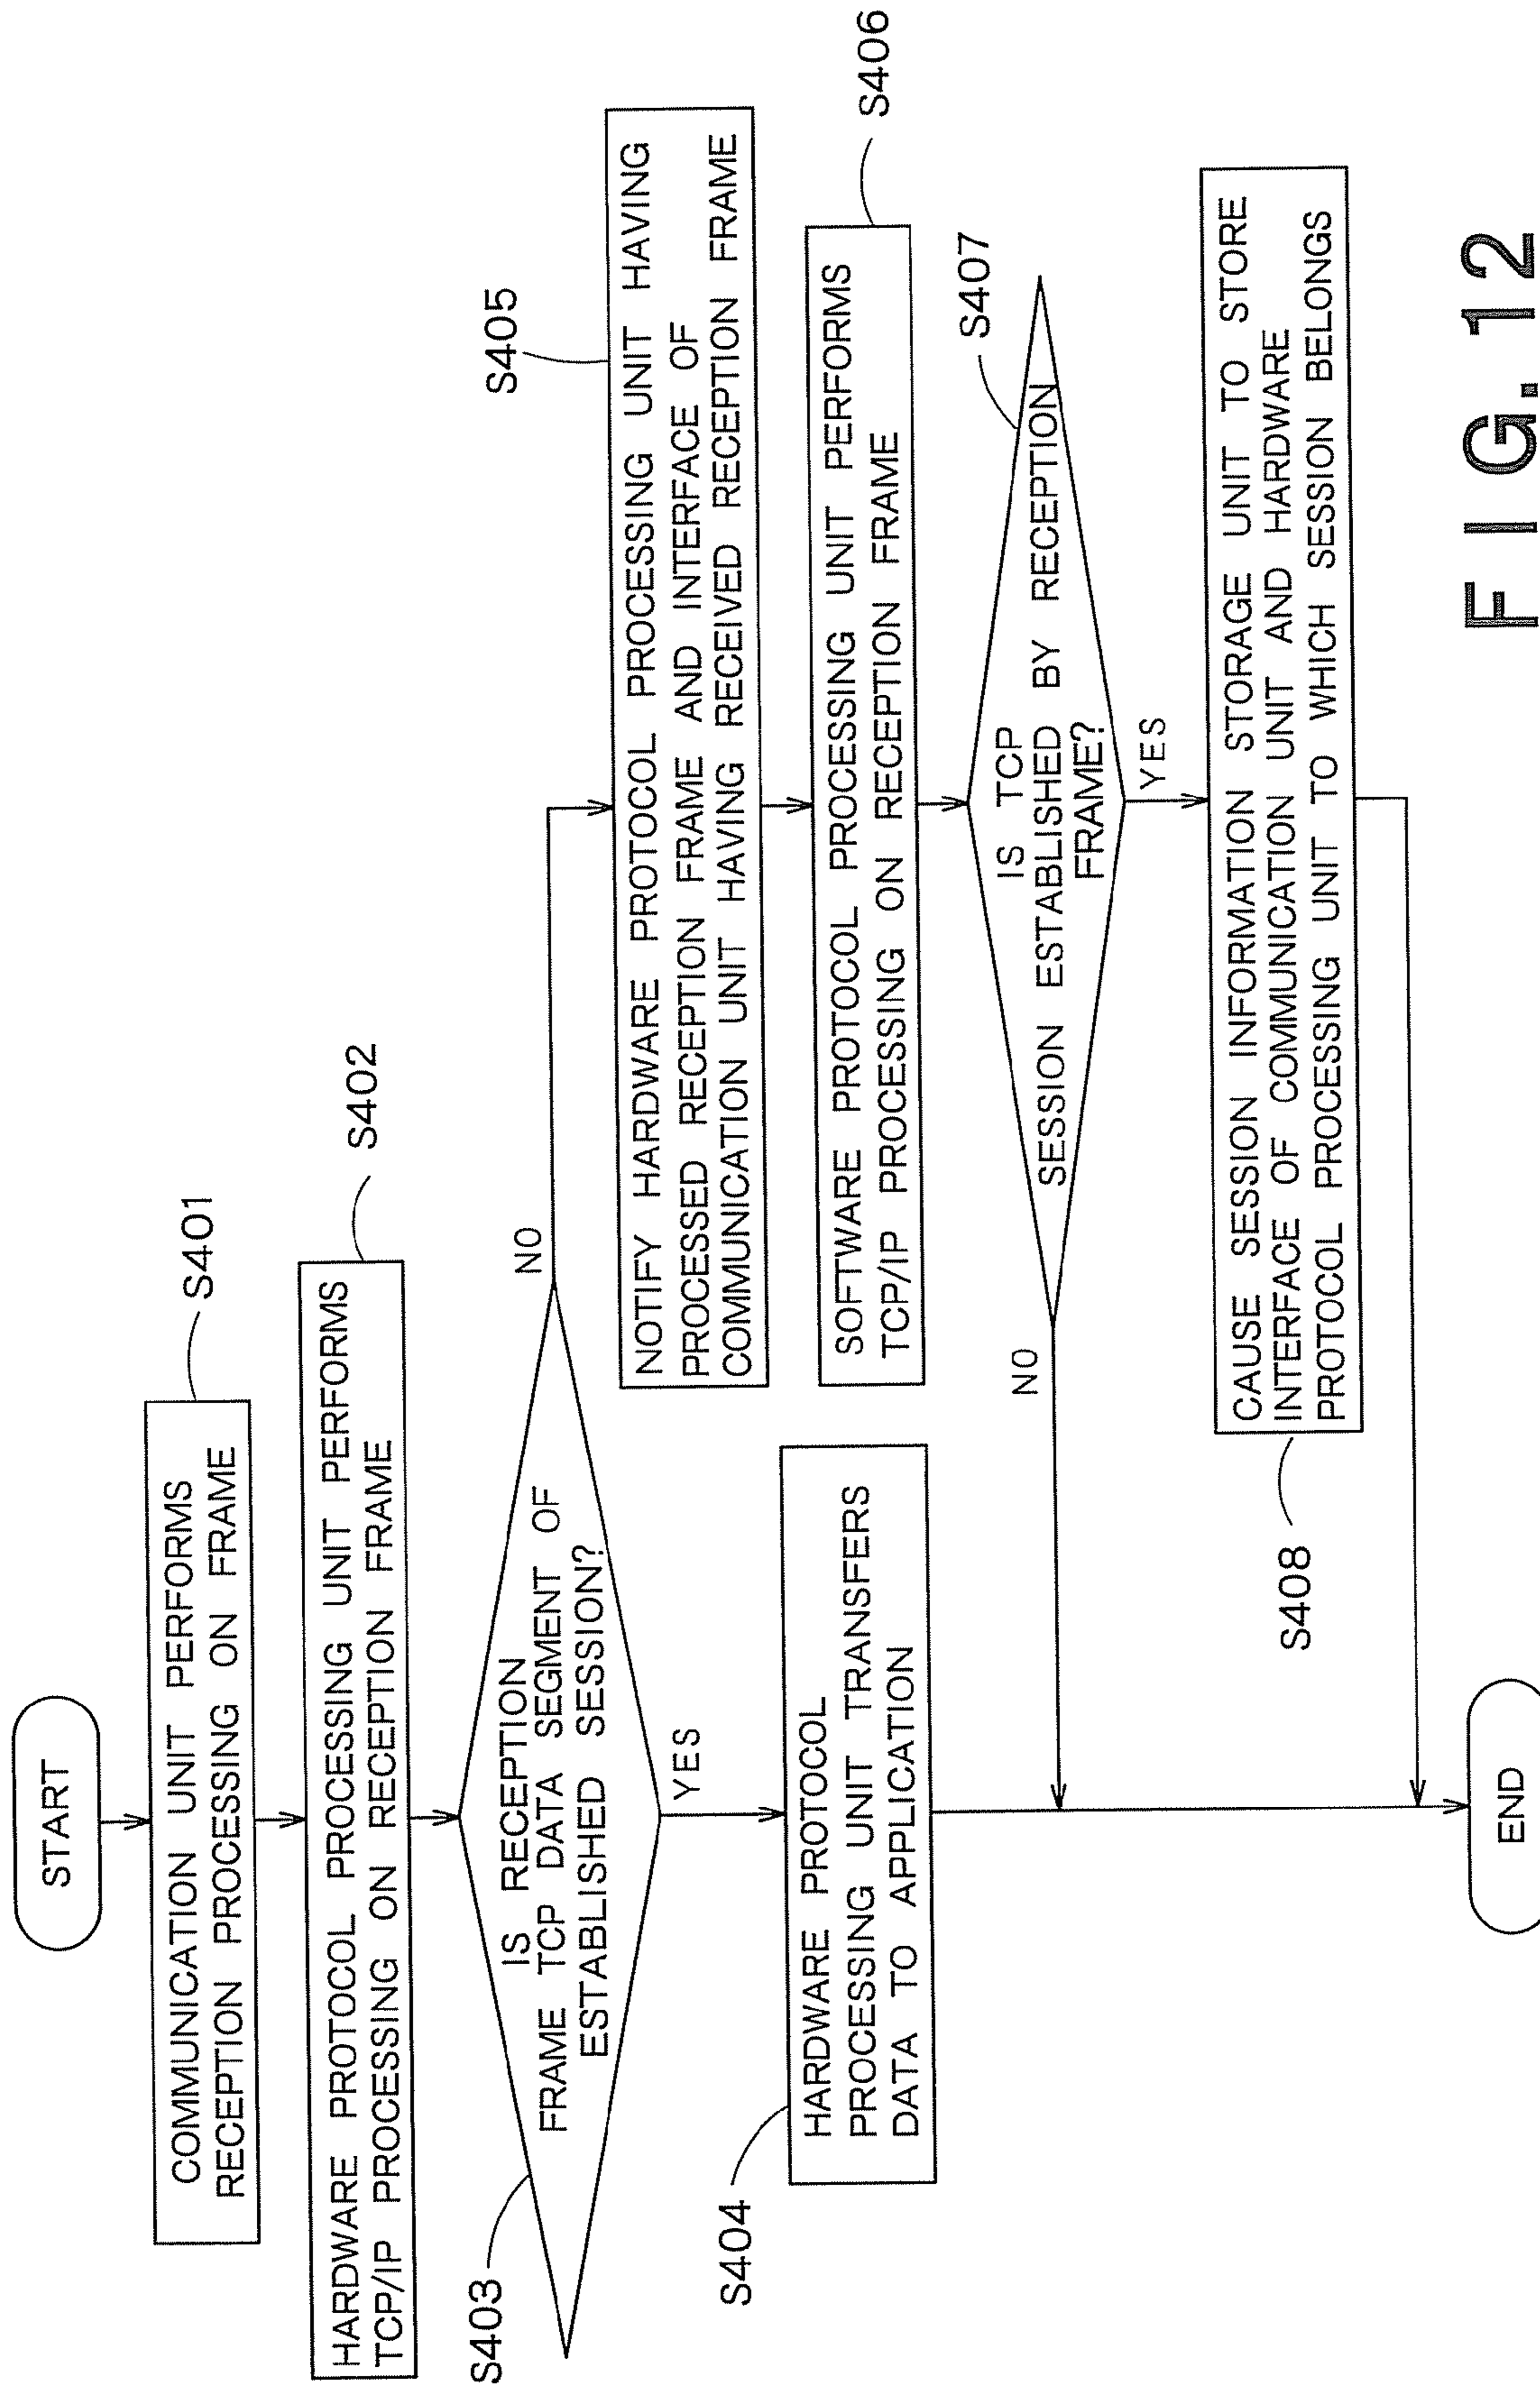 START
S401
COMMUNICATION UNIT PERFORMS
RECEPTION PROCESSING ON FRAME
S402
HARDWARE PROTOCOL PROCESSING UNIT PERFORMS
TCP/IP PROCESSING ON RECEPTION FRAME
S403
IS RECEPTION
FRAME TCP DATA SEGMENT OF
ESTABLISHED SESSION?
NO
YES
S404
HARDWARE PROTOCOL
PROCESSING UNIT TRANSFERS
DATA TO APPLICATION
S405
NOTIFY HARDWARE PROTOCOL PROCESSING UNIT HAVING
PROCESSED RECEPTION FRAME AND INTERFACE OF
COMMUNICATION UNIT HAVING RECEIVED RECEPTION FRAME
S406
SOFTWARE PROTOCOL PROCESSING UNIT PERFORMS
TCP/IP PROCESSING ON RECEPTION FRAME
S407
IS TCP
SESSION ESTABLISHED BY RECEPTION
FRAME?
NO
YES
S408
CAUSE SESSION INFORMATION STORAGE UNIT TO STORE
INTERFACE OF COMMUNICATION UNIT AND HARDWARE
PROTOCOL PROCESSING UNIT TO WHICH SESSION BELONGS
END
FIG. 12